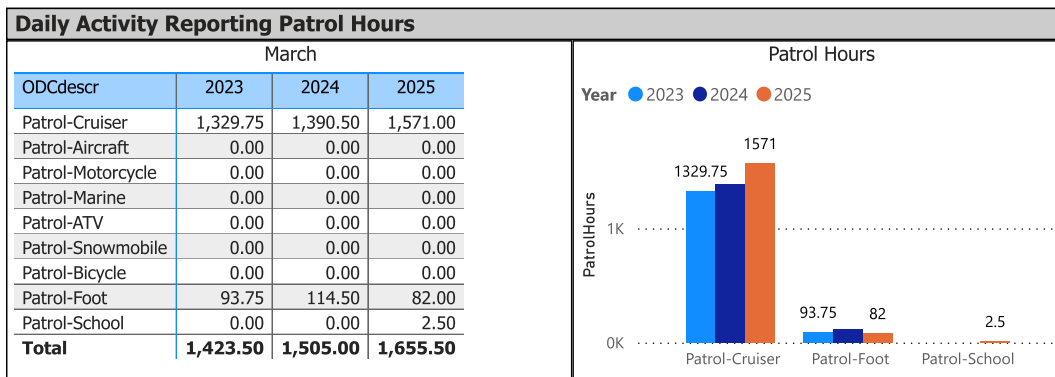 Daily Activity Reporting Patrol Hours
March
ODCdescr 2023 2024 2025
Patrol-Cruiser 1,329.75 1,390.50 1,571.00
Patrol-Aircraft 0.00 0.00 0.00
Patrol-Motorcycle 0.00 0.00 0.00
Patrol-Marine 0.00 0.00 0.00
Patrol-ATV 0.00 0.00 0.00
Patrol-Snowmobile 0.00 0.00 0.00
Patrol-Bicycle 0.00 0.00 0.00
Patrol-Foot 93.75 114.50 82.00
Patrol-School 0.00 0.00 2.50
Total 1,423.50 1,505.00 1,655.50
Patrol Hours
Year 2023 2024 2025
PatrolHours
1K
0K
1329.75
1571
93.75
82
2.5
Patrol-Cruiser Patrol-Foot Patrol-School